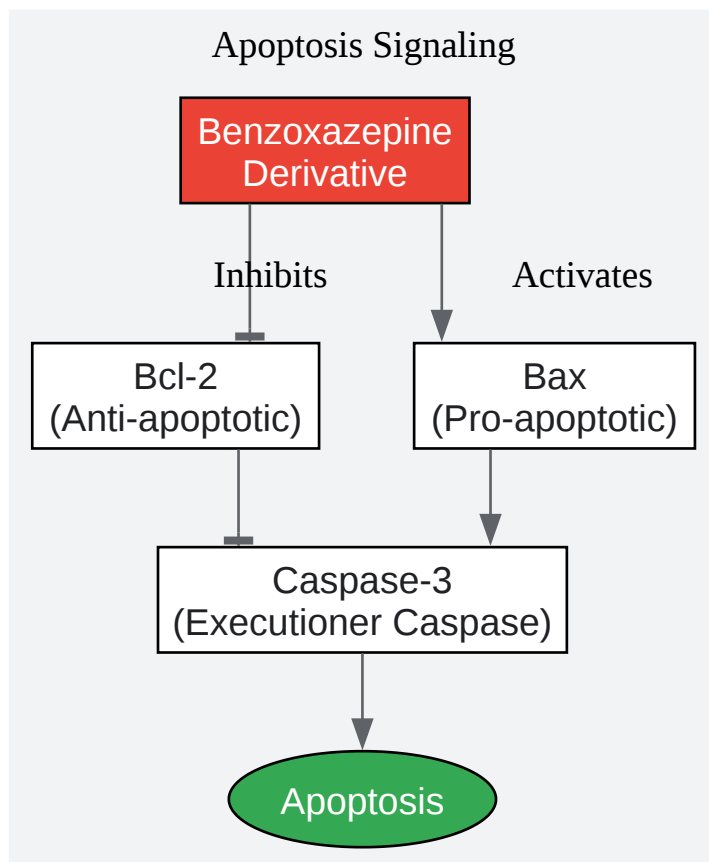 Apoptosis Signaling
Benzoxazepine
Derivative
Inhibits
Activates
Bcl-2
(Anti-apoptotic)
Bax
(Pro-apoptotic)
Caspase-3
(Executioner Caspase)
Apoptosis